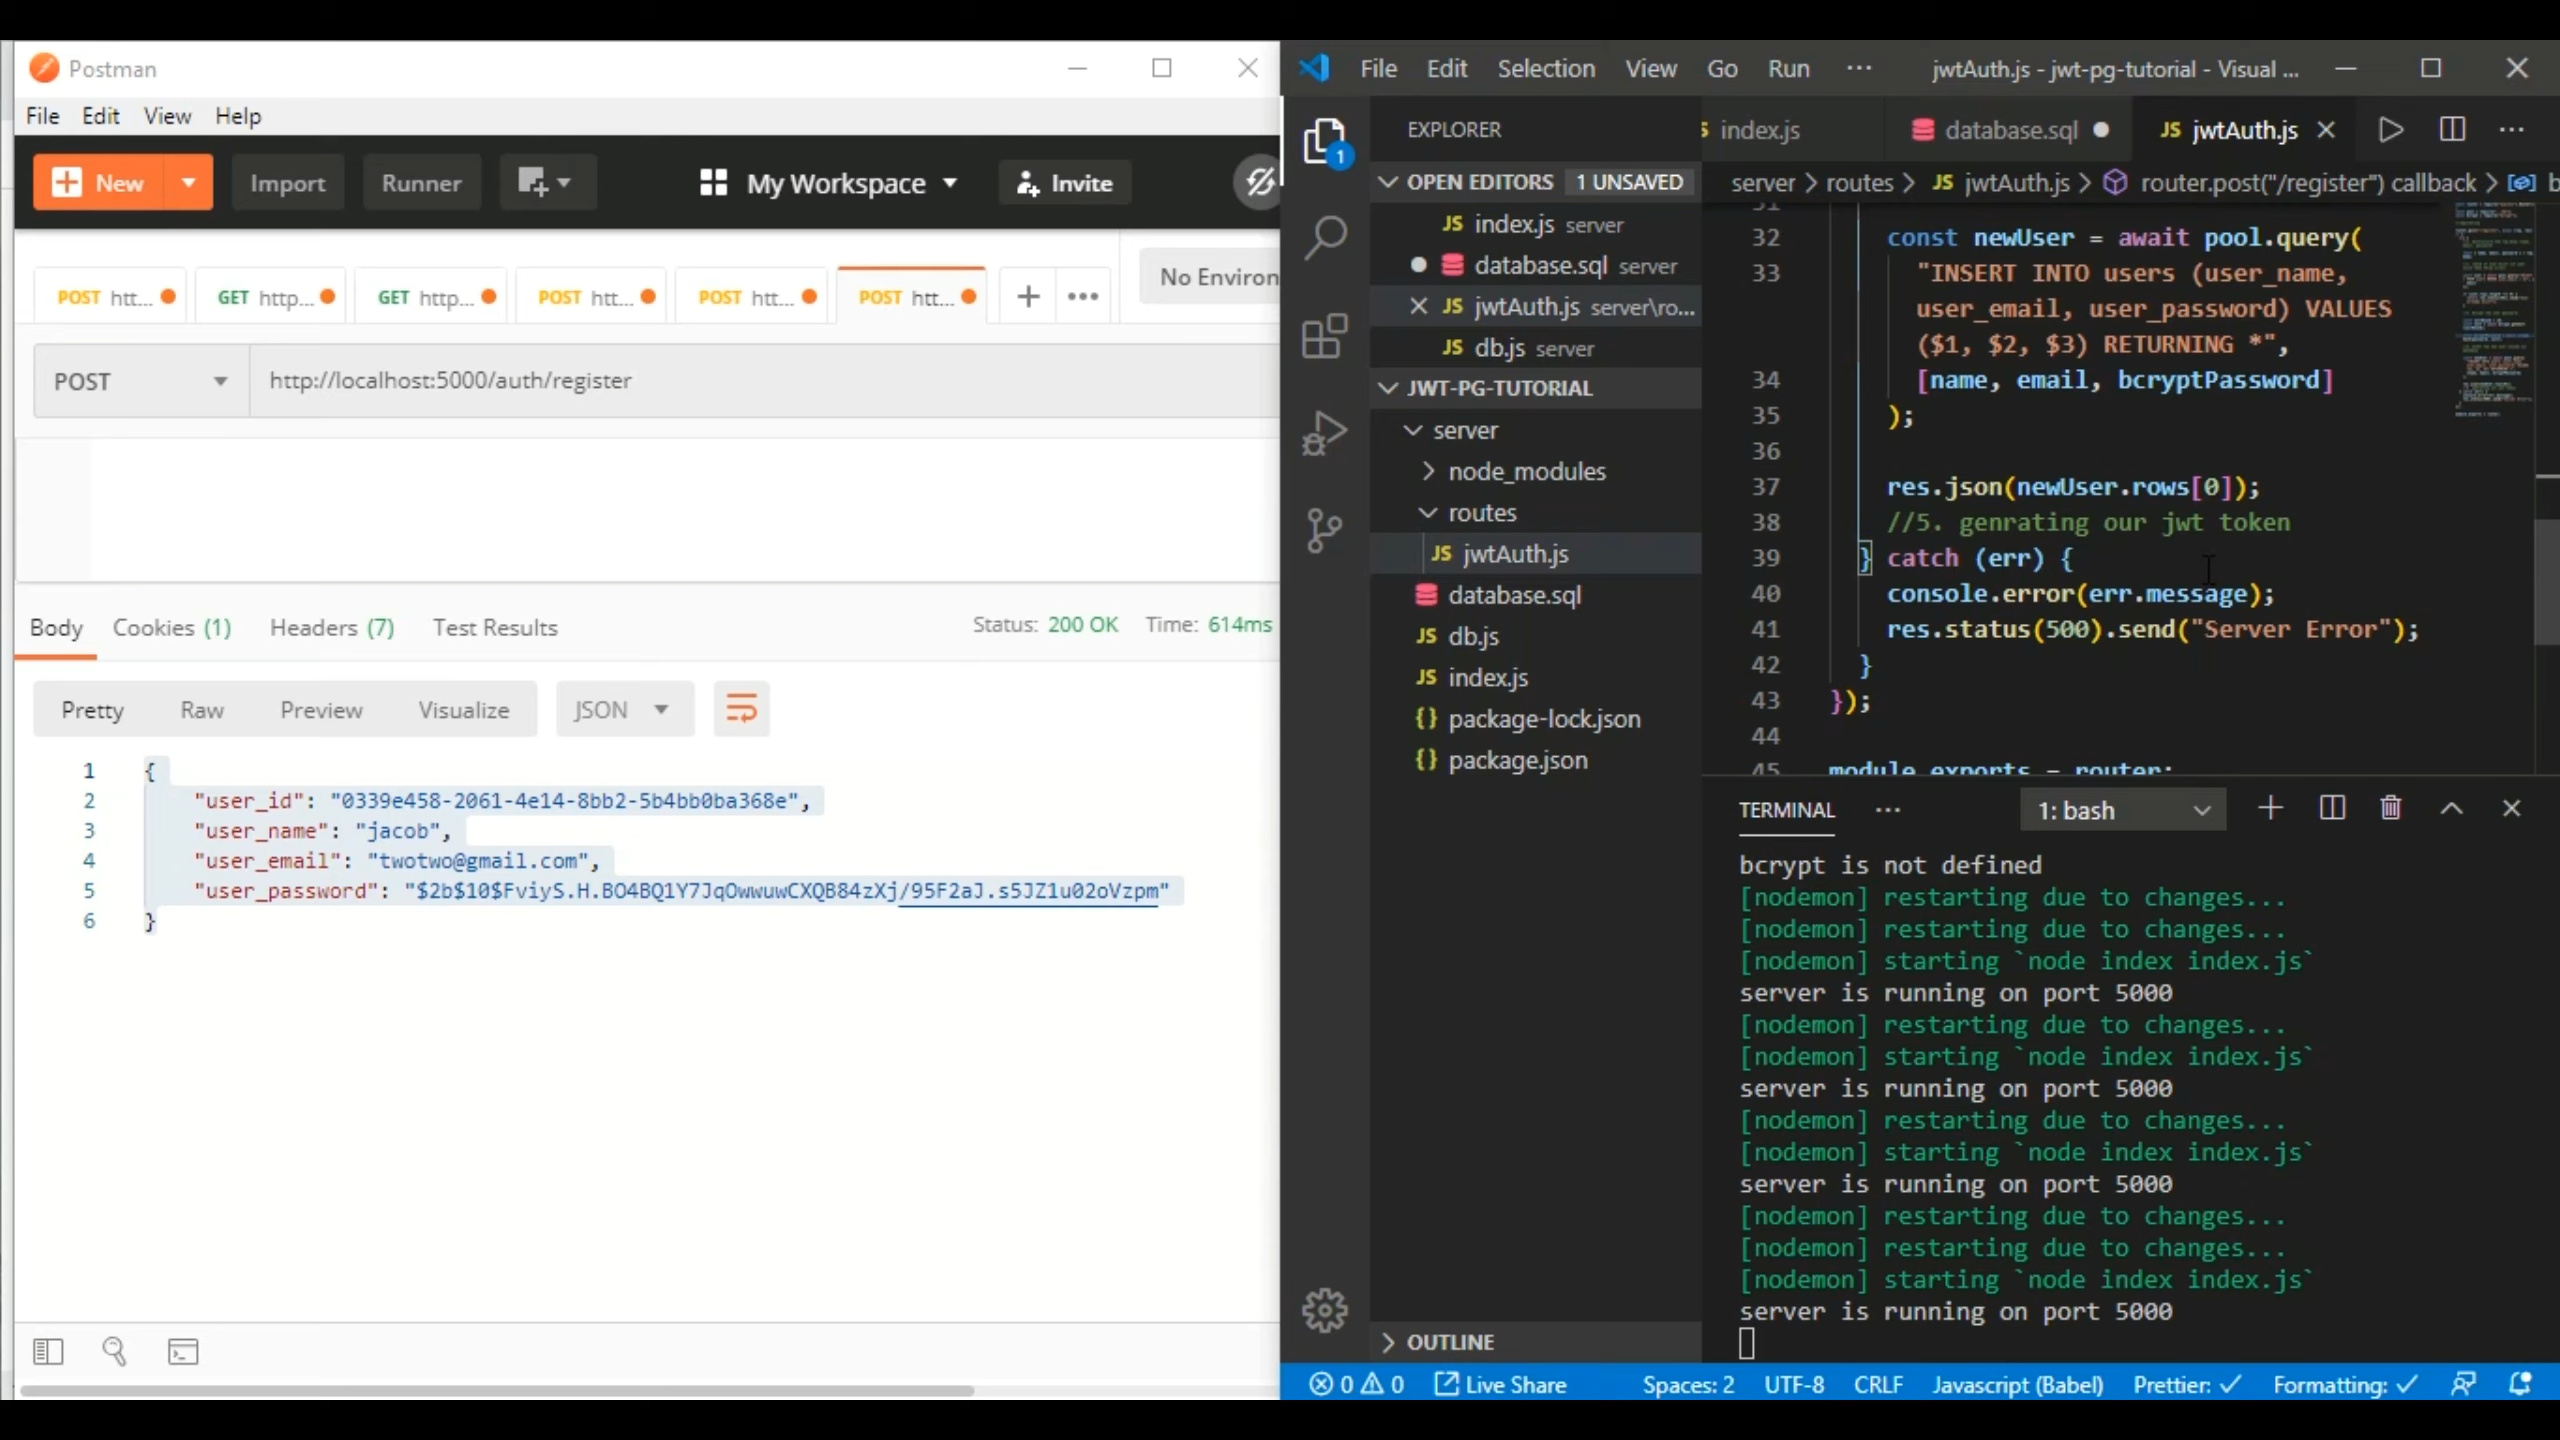 Postman
File Edit View Help
New Import Runner My Workspace Invite
POST htt... GET http... GET http... POST htt... POST htt... POST htt... + ••• No Environ
POST http://localhost:5000/auth/register
Body Cookies (1) Headers (7) Test Results Status: 200 OK Time: 614ms
Pretty Raw Preview Visualize JSON
1 {
2 "user_id": "0339e458-2061-4e14-8bb2-5b4bb0ba368e",
3 "user_name": "jacob",
4 "user_email": "twotwo@gmail.com",
5 "user_password": "$2b$10$FviyS.H.BO4BQ1Y7JqOwwuwCXQB84zXj/95F2aJ.s5JZ1u02oVzpm"
6 }
File Edit Selection View Go Run ··· jwtAuth.js - jwt-pg-tutorial - Visual ...
1
EXPLORER
OPEN EDITORS 1 UNSAVED
JS index.js server
database.sql server
JS jwtAuth.js server\ro...
JS db.js server
JWT-PG-TUTORIAL
server
node_modules
routes
JS jwtAuth.js
database.sql
JS db.js
JS index.js
{} package-lock.json
{} package.json
OUTLINE
index.js database.sql JS jwtAuth.js
server > routes > JS jwtAuth.js > router.post("/register") callback > b
31
32 const newUser = await pool.query(
33 "INSERT INTO users (user_name,
user_email, user_password) VALUES
($1, $2, $3) RETURNING *",
34 [name, email, bcryptPassword]
35 );
36
37 res.json(newUser.rows[0]);
38 //5. genrating our jwt token
39 } catch (err) {
40 console.error(err.message);
41 res.status(500).send("Server Error");
42 }
43 });
44
45 module.exports = router;
TERMINAL ··· 1: bash
bcrypt is not defined
[nodemon] restarting due to changes...
[nodemon] restarting due to changes...
[nodemon] starting `node index index.js`
server is running on port 5000
[nodemon] restarting due to changes...
[nodemon] starting `node index index.js`
server is running on port 5000
[nodemon] restarting due to changes...
[nodemon] starting `node index index.js`
server is running on port 5000
[nodemon] restarting due to changes...
[nodemon] restarting due to changes...
[nodemon] starting `node index index.js`
server is running on port 5000
0 0 Live Share Spaces: 2 UTF-8 CRLF Javascript (Babel) Prettier: ✓ Formatting: ✓